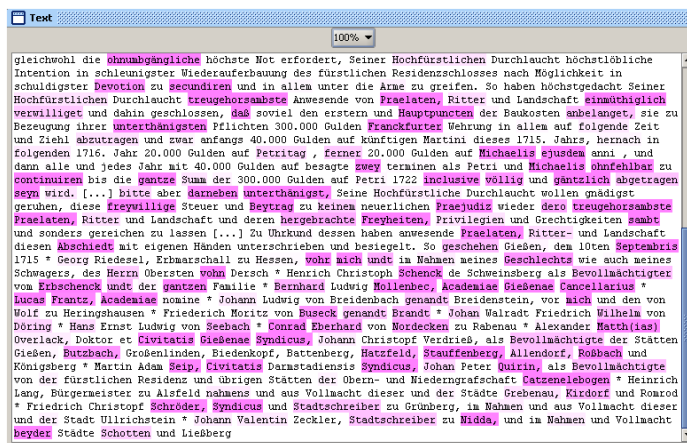 Text
100%
gleichwohl die ohnumbgängliche höchste Not erfordert, Seiner Hochfürstlichen Durchlaucht höchstlöbliche
Intention in schleunigster Wiederauferbauung des fürstlichen Residenzschlosses nach Möglichkeit in
schuldigster Devotion zu secundiren und in allem unter die Arme zu greifen. So haben höchstgedacht Seiner
Hochfürstlichen Durchlaucht treugehorsambste Anwesende von Praelaten, Ritter und Landschaft einmüthiglich
verwilliget und dahin geschlossen, daß soviel den erstern und Hauptpuncten der Baukosten anbelanget, sie zu
Bezeugung ihrer unterthänigsten Pflichten 300.000 Gulden Franckfurter Wehrung in allem auf folgende Zeit
und Ziehl abzutragen und zwar anfangs 40.000 Gulden auf künftigen Martini dieses 1715. Jahrs, hernach in
folgenden 1716. Jahr 20.000 Gulden auf Petritag , ferner 20.000 Gulden auf Michaelis ejusdem anni , und
dann alle und jedes Jahr mit 40.000 Gulden auf besagte zwey terminen als Petri und Michaelis ohnfehlbar zu
continuiren bis die gantze Summ der 300.000 Gulden auf Petri 1722 inclusive völlig und gäntzlich abgetragen
seyn wird. [...] bitte aber darneben unterthänigst, Seine Hochfürstliche Durchlaucht wollen gnädigst
geruhen, diese freywillige Steuer und Beytrag zu keinem neuerlichen Praejudiz wieder dero treugehorsambste
Praelaten, Ritter und Landschaft und deren hergebrachte Freyheiten, Privilegien und Grechtigkeiten sambt
und sonders gereichen zu lassen [...] Zu Uhrkund dessen haben anwesende Praelaten, Ritter- und Landschaft
diesen Abschiedt mit eigenen Händen unterschrieben und besiegelt. So geschehen Gießen, dem 10ten Septembris
1715 * Georg Riedesel, Erbmarschall zu Hessen, vohr mich undt im Nahmen meines Geschlechts wie auch meines
Schwagers, des Herrn Obersten vohn Dersch * Henrich Christoph Schenck de Schweinsberg als Bevollmächtigter
vom Erbschenck undt der gantzen Familie * Bernhard Ludwig Mollenbec, Academiae Gießenae Cancellarius *
Lucas Frantz, Academiae nomine * Johann Ludwig von Breidenbach genandt Breidenstein, vor mich und den von
Wolf zu Heringshausen * Friederich Moritz von Buseck genandt Brandt * Johan Walradt Friedrich Wilhelm von
Döring * Hans Ernst Ludwig von Seebach * Conrad Eberhard von Nordecken zu Rabenau * Alexander Matth(ias)
Overlack, Doktor et Civitatis Gießenae Syndicus, Johann Christopf Verdrieß, als Bevollmächtigte der Stätten
Gießen, Butzbach, Großenlinden, Biedenkopf, Battenberg, Hatzfeld, Stauffenberg, Allendorf, Roßbach und
Königsberg * Martin Adam Seip, Civitatis Darmstadiensis Syndicus, Johan Peter Quirin, als Bevollmächtigte
von der fürstlichen Residenz und übrigen Stätten der Obern- und Niederngrafschaft Catzenelebogen * Heinrich
Lang, Bürgermeister zu Alsfeld nahmens und aus Vollmacht dieser und der Städte Grebenau, Kirdorf und Romrod
* Friedrich Christopf Schröder, Syndicus und Stadtschreiber zu Grünberg, im Nahmen und aus Vollmacht dieser
und der Stadt Ullrichstein * Johann Valentin Zeckler, Stadtschreiber zu Nidda, und im Nahmen und Vollmacht
beyder Städte Schotten und Ließberg